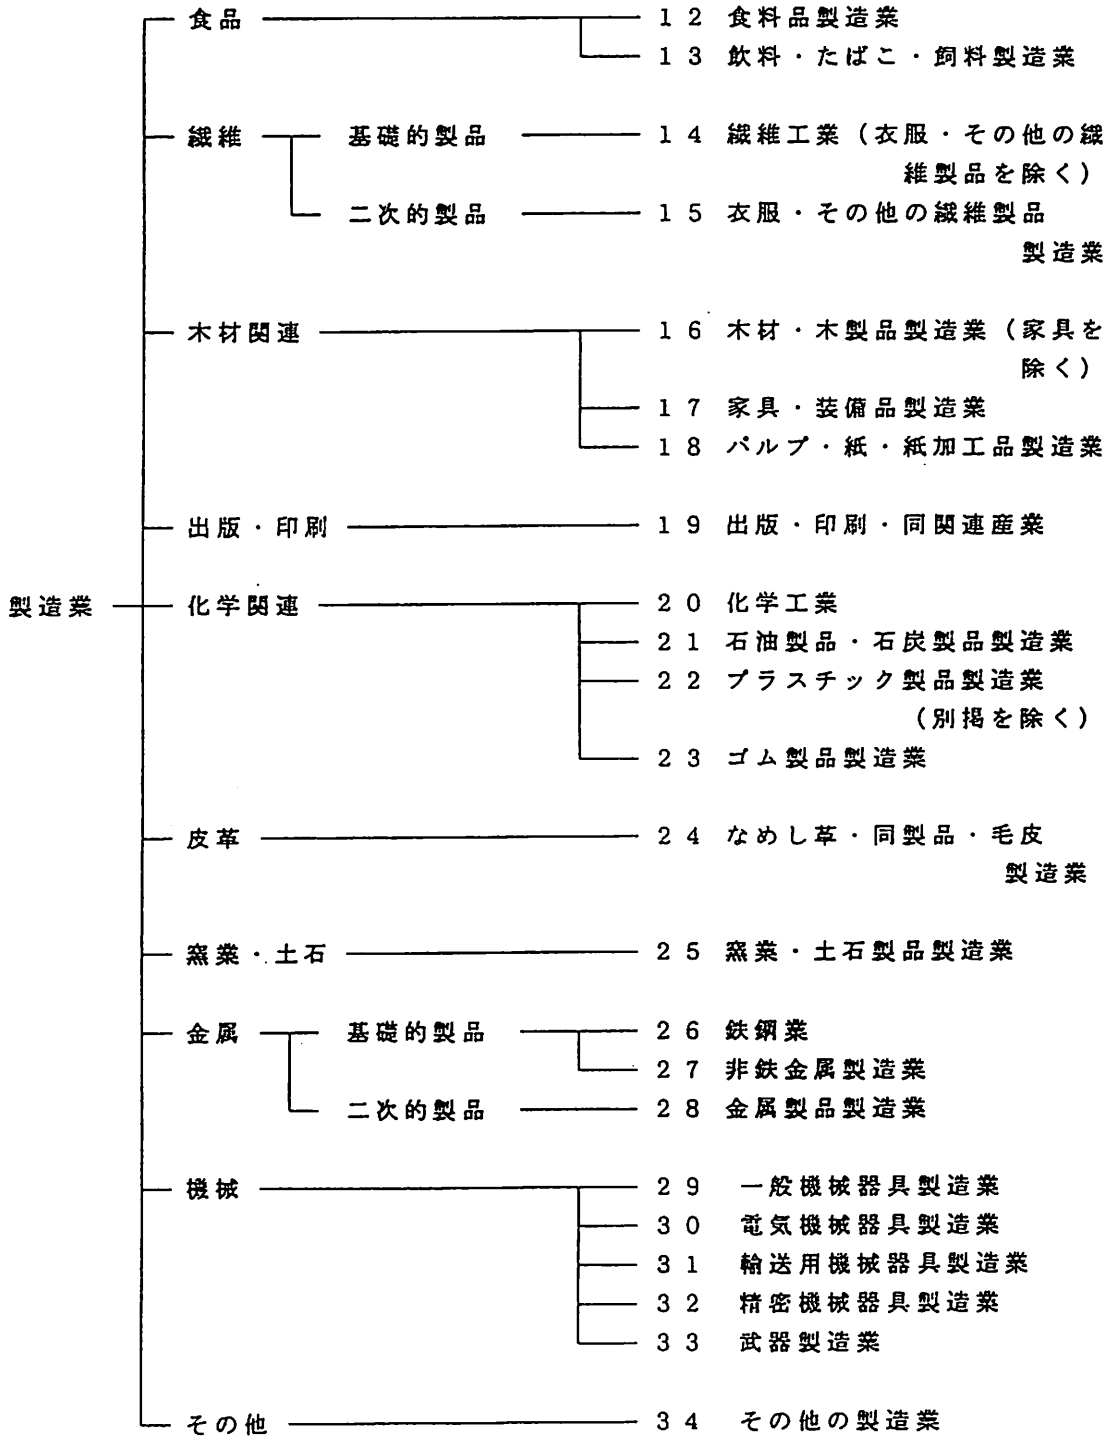 食品 12 食料品製造業
13 飲料・たばこ・飼料製造業
繊維 基礎的製品 14 繊維工業（衣服・その他の繊
維製品を除く）
二次的製品 15 衣服・その他の繊維製品
製造業
木材関連 16 木材・木製品製造業（家具を
除く）
17 家具・装備品製造業
18 パルプ・紙・紙加工品製造業
出版・印刷 19 出版・印刷・同関連産業
製造業 化学関連 20 化学工業
21 石油製品・石炭製品製造業
22 プラスチック製品製造業
（別掲を除く）
23 ゴム製品製造業
皮革 24 なめし革・同製品・毛皮
製造業
窯業・土石 25 窯業・土石製品製造業
金属 基礎的製品 26 鉄鋼業
27 非鉄金属製造業
二次的製品 28 金属製品製造業
機械 29 一般機械器具製造業
30 電気機械器具製造業
31 輸送用機械器具製造業
32 精密機械器具製造業
33 武器製造業
その他 34 その他の製造業